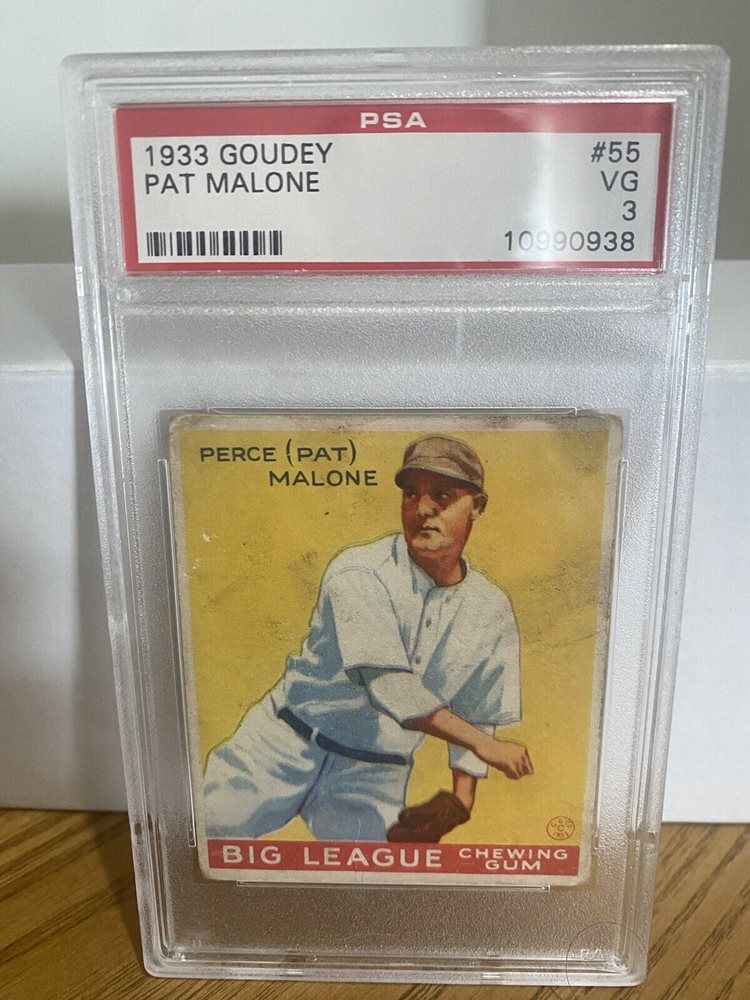 PSA
1933 GOUDEY #55
PAT MALONE VG
3
10990938
PERCE (PAT)
MALONE
BIG LEAGUE CHEWING
GUM